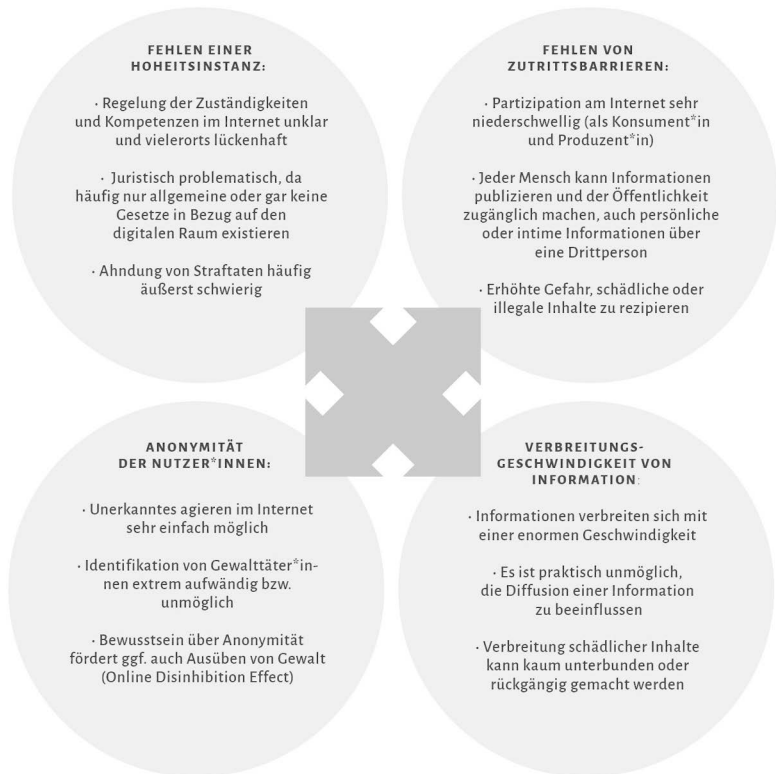 FEHLEN EINER
HOHEITSINSTANZ:
· Regelung der Zuständigkeiten
und Kompetenzen im Internet unklar
und vielerorts lückenhaft
· Juristisch problematisch, da
häufig nur allgemeine oder gar keine
Gesetze in Bezug auf den
digitalen Raum existieren
· Ahndung von Straftaten häufig
äußerst schwierig
FEHLEN VON
ZUTRITTSBARRIEREN:
· Partizipation am Internet sehr
niederschwellig (als Konsument*in
und Produzent*in)
· Jeder Mensch kann Informationen
publizieren und der Öffentlichkeit
zugänglich machen, auch persönliche
oder intime Informationen über
eine Drittperson
· Erhöhte Gefahr, schädliche oder
illegale Inhalte zu rezipieren
ANONYMITÄT
DER NUTZER*INNEN:
· Unerkanntes agieren im Internet
sehr einfach möglich
· Identifikation von Gewalttäter*in-
nen extrem aufwändig bzw.
unmöglich
· Bewusstsein über Anonymität
fördert ggf. auch Ausüben von Gewalt
(Online Disinhibition Effect)
VERBREITUNGS-
GESCHWINDIGKEIT VON
INFORMATION:
· Informationen verbreiten sich mit
einer enormen Geschwindigkeit
· Es ist praktisch unmöglich,
die Diffusion einer Information
zu beeinflussen
· Verbreitung schädlicher Inhalte
kann kaum unterbunden oder
rückgängig gemacht werden